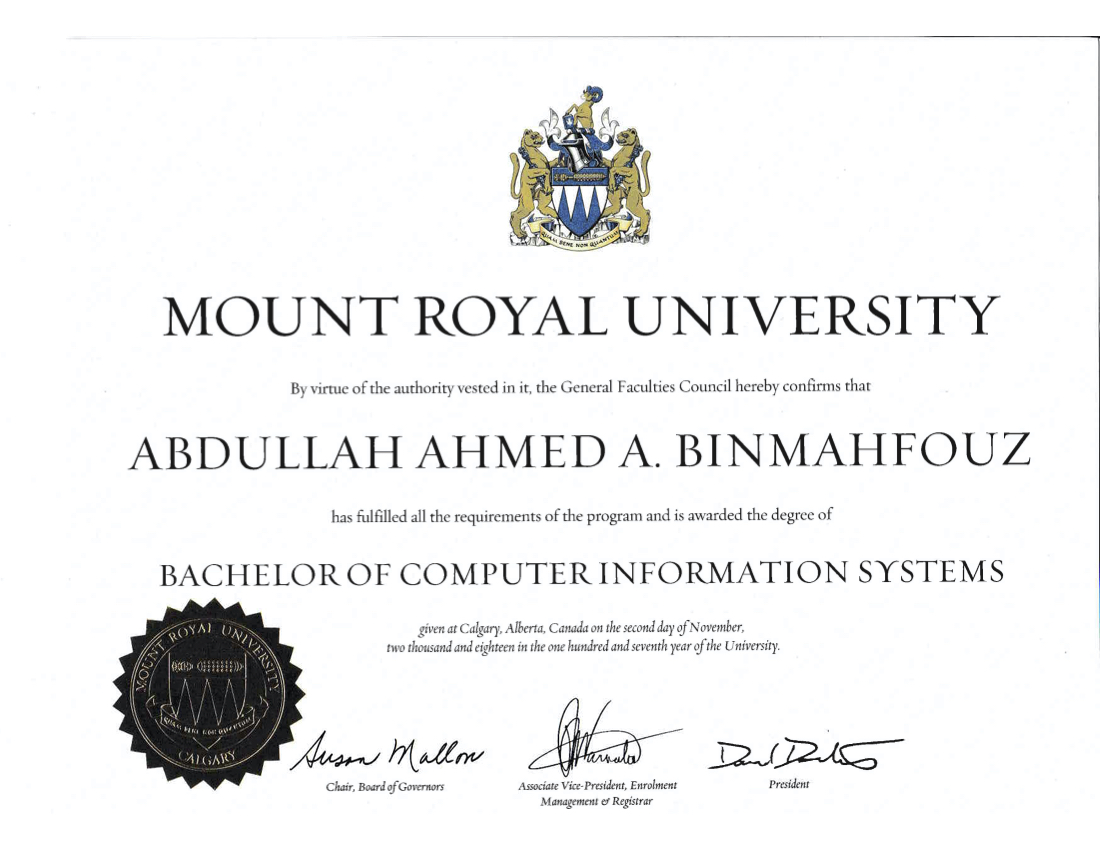 QUAM BENE NON QUANTUM
MOUNT ROYAL UNIVERSITY
By virtue of the authority vested in it, the General Faculties Council hereby confirms that
ABDULLAH AHMED A. BINMAHFOUZ
has fulfilled all the requirements of the program and is awarded the degree of
BACHELOR OF COMPUTER INFORMATION SYSTEMS
given at Calgary, Alberta, Canada on the second day of November,
two thousand and eighteen in the one hundred and seventh year of the University.
MOUNT ROYAL UNIVERSITY
QUAM BENE NON QUANTUM
CALGARY
Susan Mallon
Chair, Board of Governors
Associate Vice-President, Enrolment
Management & Registrar
President